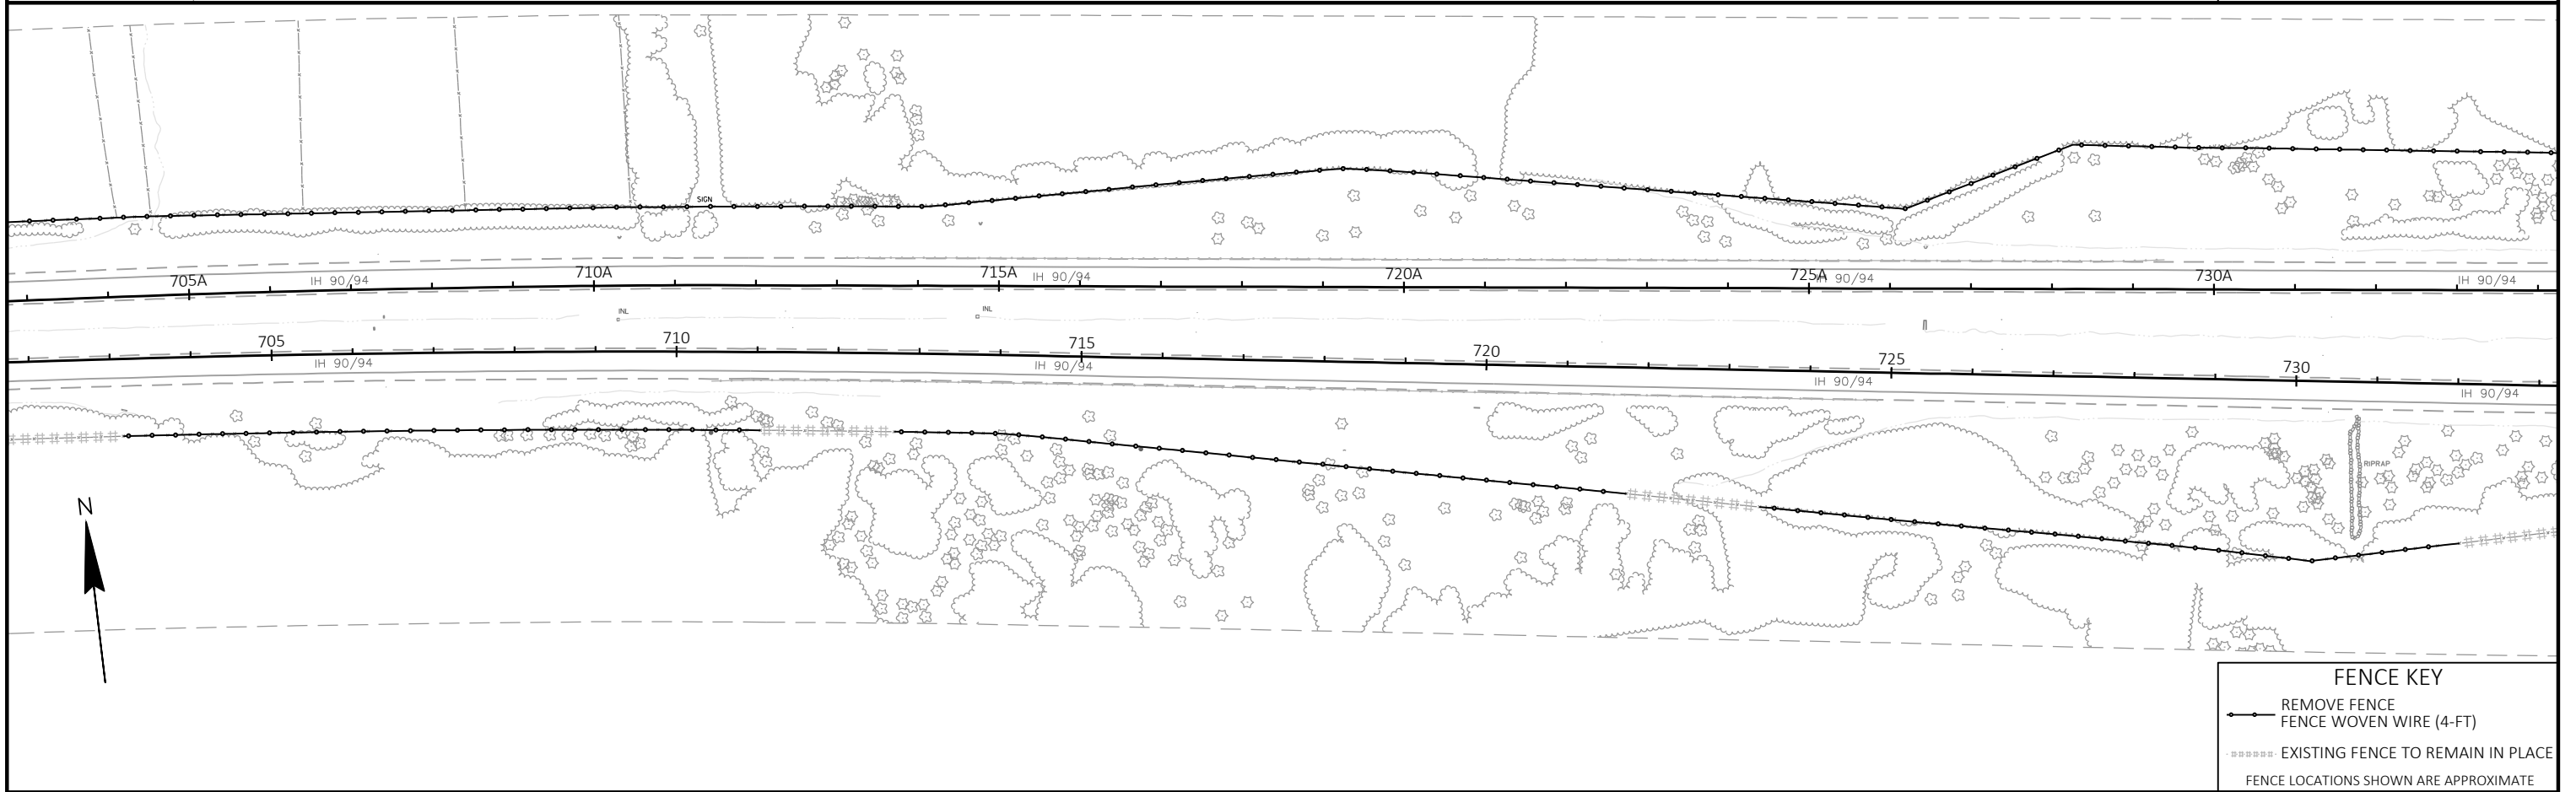 SIGN
705A
710A
715A
720A
725A
730A
IH 90/94
IH 90/94
IH 90/94
IH 90/94
INL
INL
705
710
715
720
725
730
IH 90/94
IH 90/94
IH 90/94
IH 90/94
RIPRAP
N
FENCE KEY
REMOVE FENCE
FENCE WOVEN WIRE (4-FT)
EXISTING FENCE TO REMAIN IN PLACE
FENCE LOCATIONS SHOWN ARE APPROXIMATE